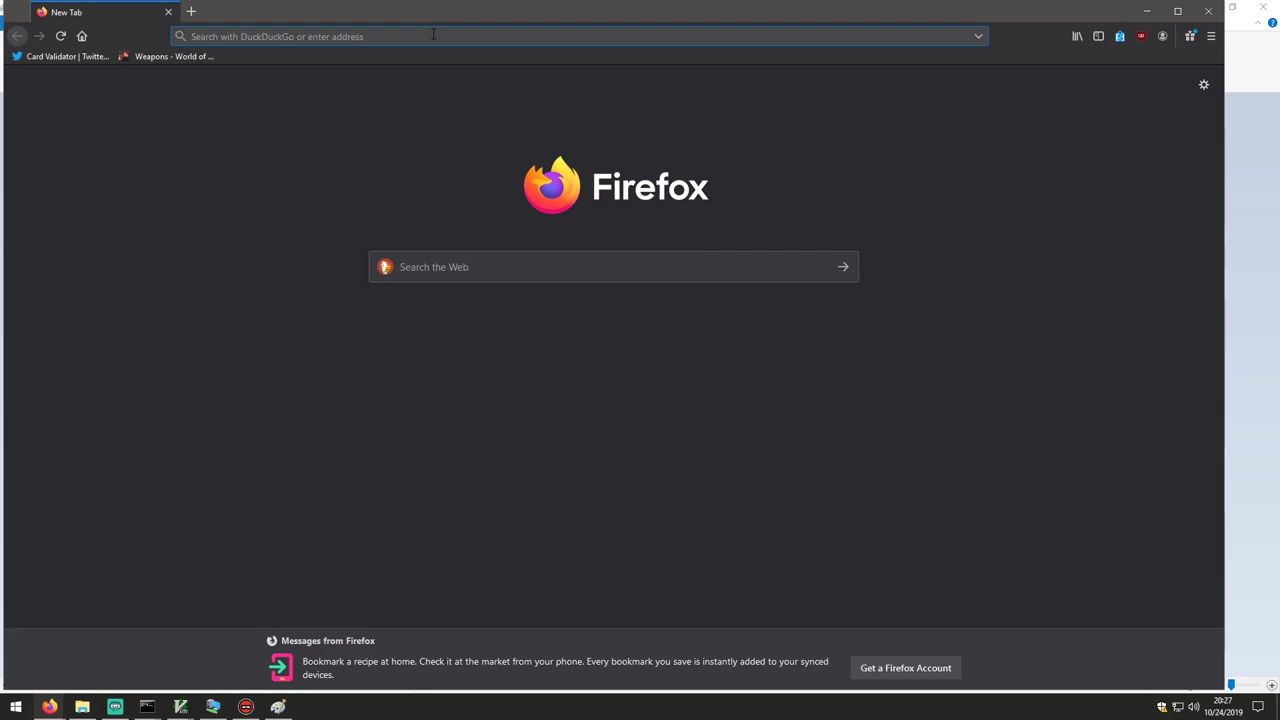 New Tab
Search with DuckDuckGo or enter address
Card Validator | Twitte...
Weapons - World of ...
Firefox
Search the Web
Messages from Firefox
Bookmark a recipe at home. Check it at the market from your phone. Every bookmark you save is instantly added to your synced
devices.
Get a Firefox Account
20:27
10/24/2019